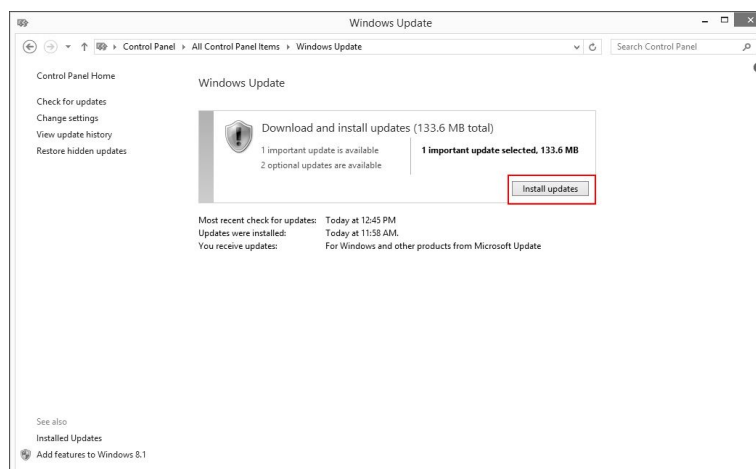 Windows Update
Control Panel ▸ All Control Panel Items ▸ Windows Update
Search Control Panel
Control Panel Home
Check for updates
Change settings
View update history
Restore hidden updates
Windows Update
Download and install updates (133.6 MB total)
1 important update is available
2 optional updates are available
1 important update selected, 133.6 MB
Install updates
Most recent check for updates: Today at 12:45 PM
Updates were installed: Today at 11:58 AM.
You receive updates: For Windows and other products from Microsoft Update
See also
Installed Updates
Add features to Windows 8.1